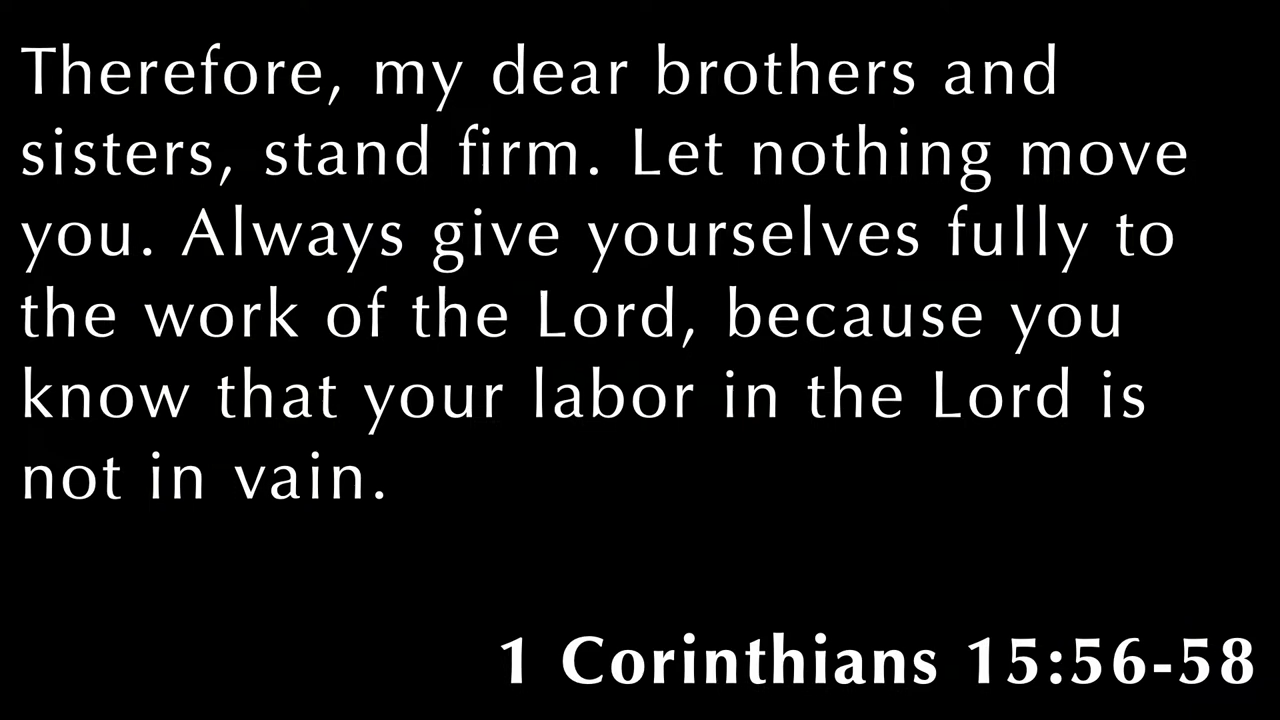 Therefore, my dear brothers and
sisters, stand firm. Let nothing move
you. Always give yourselves fully to
the work of the Lord, because you
know that your labor in the Lord is
not in vain.
1 Corinthians 15:56-58